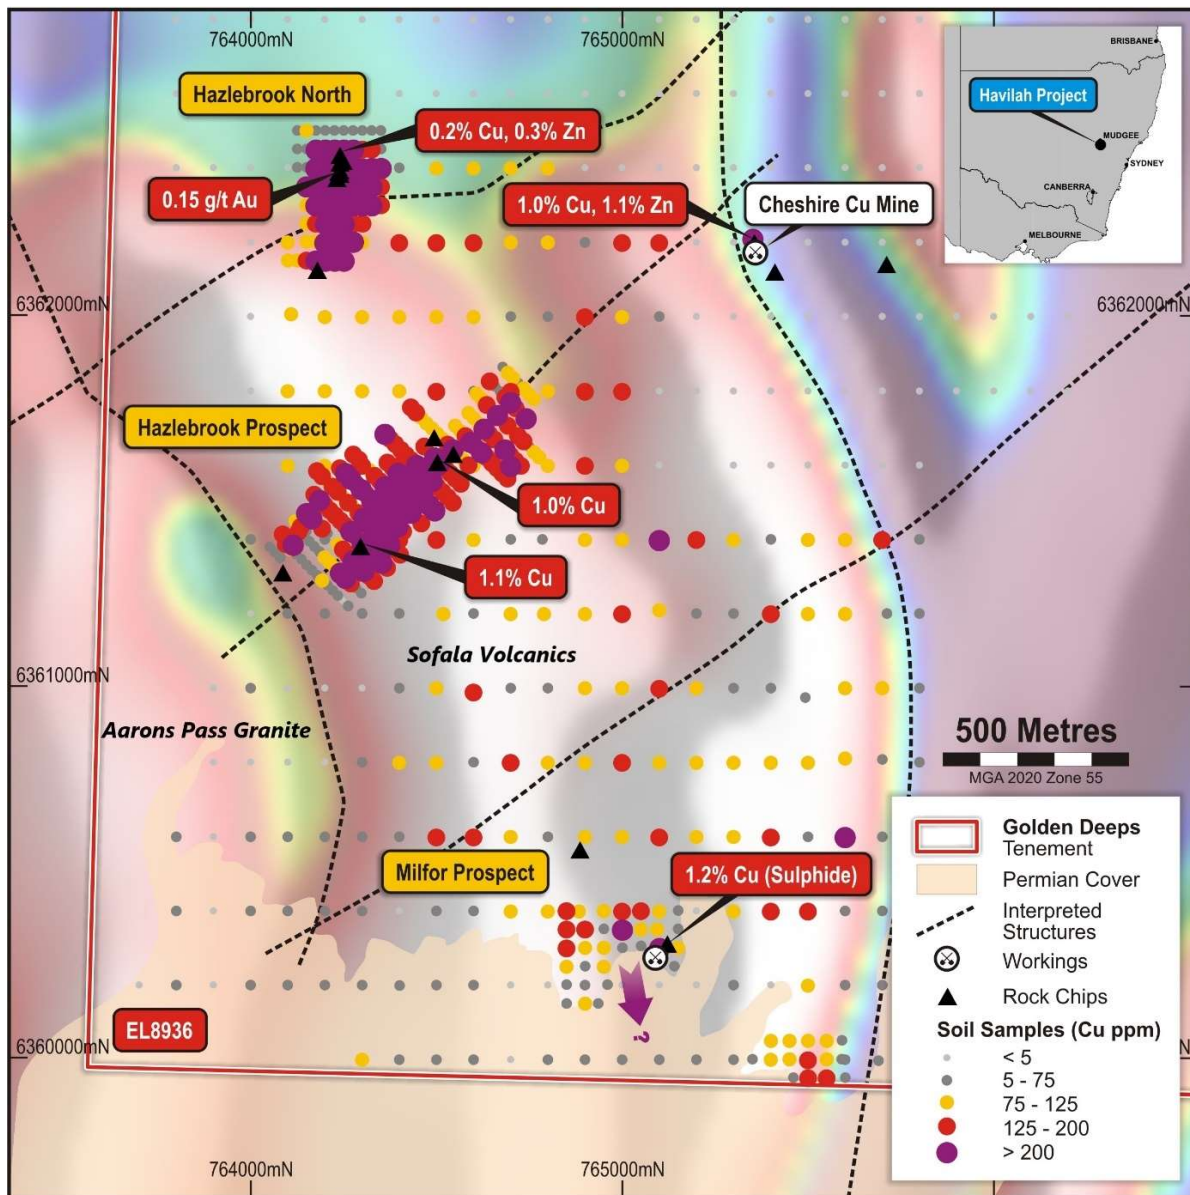 764000mN
765000mN
BRISBANE
Hazlebrook North
Havilah Project
0.2% Cu, 0.3% Zn
MUDGEE
SYDNEY
0.15 g/t Au
1.0% Cu, 1.1% Zn
Cheshire Cu Mine
CANBERRA
MELBOURNE
6362000mN
6362000mN
Hazlebrook Prospect
1.0% Cu
1.1% Cu
Sofala Volcanics
6361000mN
Aarons Pass Granite
500 Metres
MGA 2020 Zone 55
Milfor Prospect
1.2% Cu (Sulphide)
Golden Deeps
Tenement
Permian Cover
Interpreted
Structures
Workings
Rock Chips
Soil Samples (Cu ppm)
< 5
5 - 75
75 - 125
125 - 200
> 200
?
EL8936
6360000mN
764000mN
765000mN